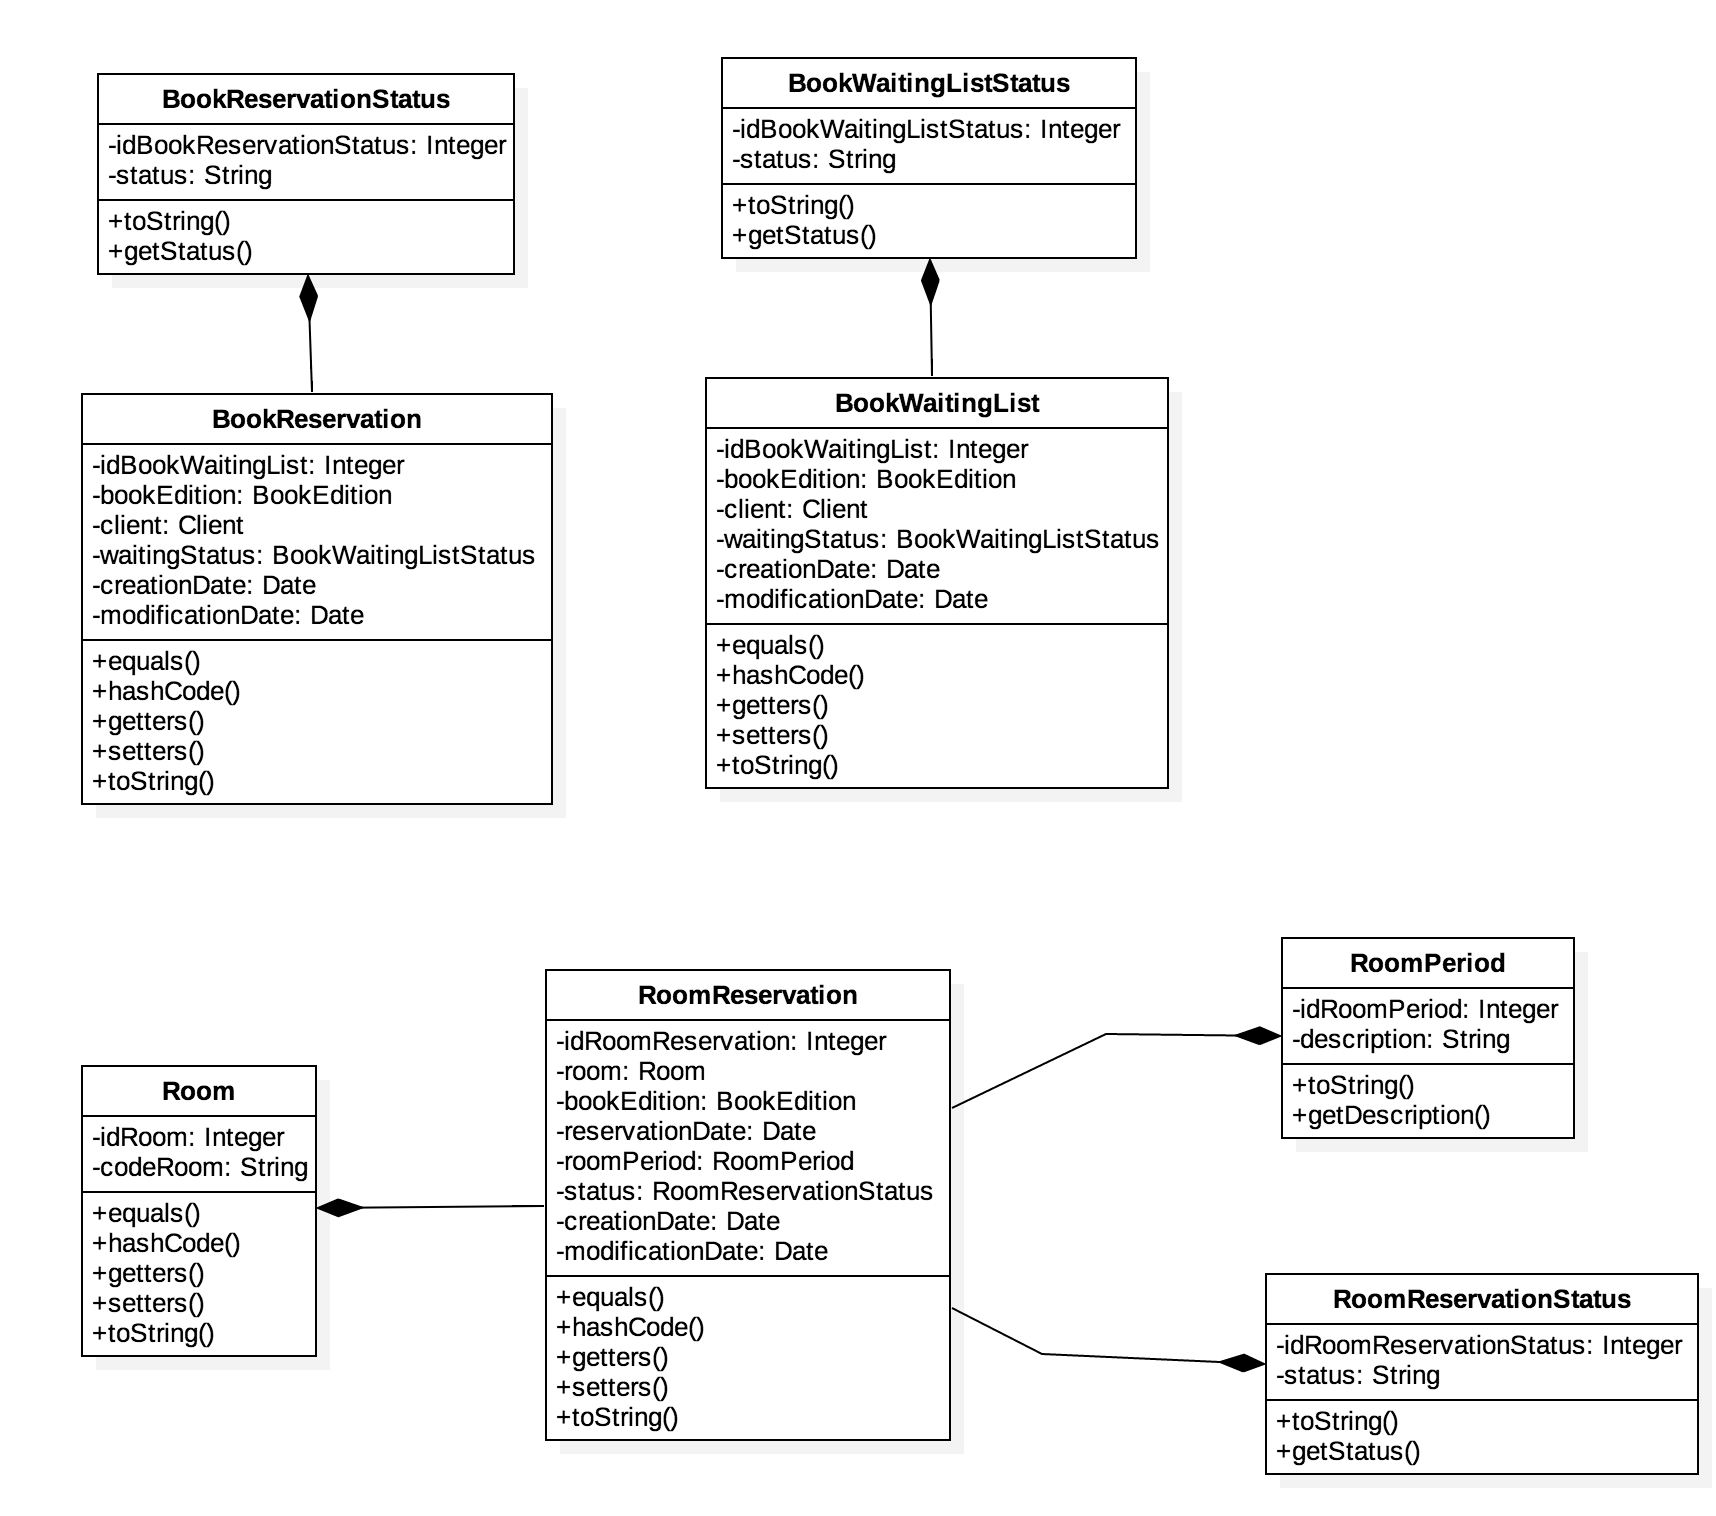 BookReservationStatus
-idBookReservationStatus: Integer
-status: String
+toString()
+getStatus()
BookWaitingListStatus
-idBookWaitingListStatus: Integer
-status: String
+toString()
+getStatus()
BookReservation
-idBookWaitingList: Integer
-bookEdition: BookEdition
-client: Client
-waitingStatus: BookWaitingListStatus
-creationDate: Date
-modificationDate: Date
+equals()
+hashCode()
+getters()
+setters()
+toString()
BookWaitingList
-idBookWaitingList: Integer
-bookEdition: BookEdition
-client: Client
-waitingStatus: BookWaitingListStatus
-creationDate: Date
-modificationDate: Date
+equals()
+hashCode()
+getters()
+setters()
+toString()
Room
-idRoom: Integer
-codeRoom: String
+equals()
+hashCode()
+getters()
+setters()
+toString()
RoomReservation
-idRoomReservation: Integer
-room: Room
-bookEdition: BookEdition
-reservationDate: Date
-roomPeriod: RoomPeriod
-status: RoomReservationStatus
-creationDate: Date
-modificationDate: Date
+equals()
+hashCode()
+getters()
+setters()
+toString()
RoomPeriod
-idRoomPeriod: Integer
-description: String
+toString()
+getDescription()
RoomReservationStatus
-idRoomReservationStatus: Integer
-status: String
+toString()
+getStatus()